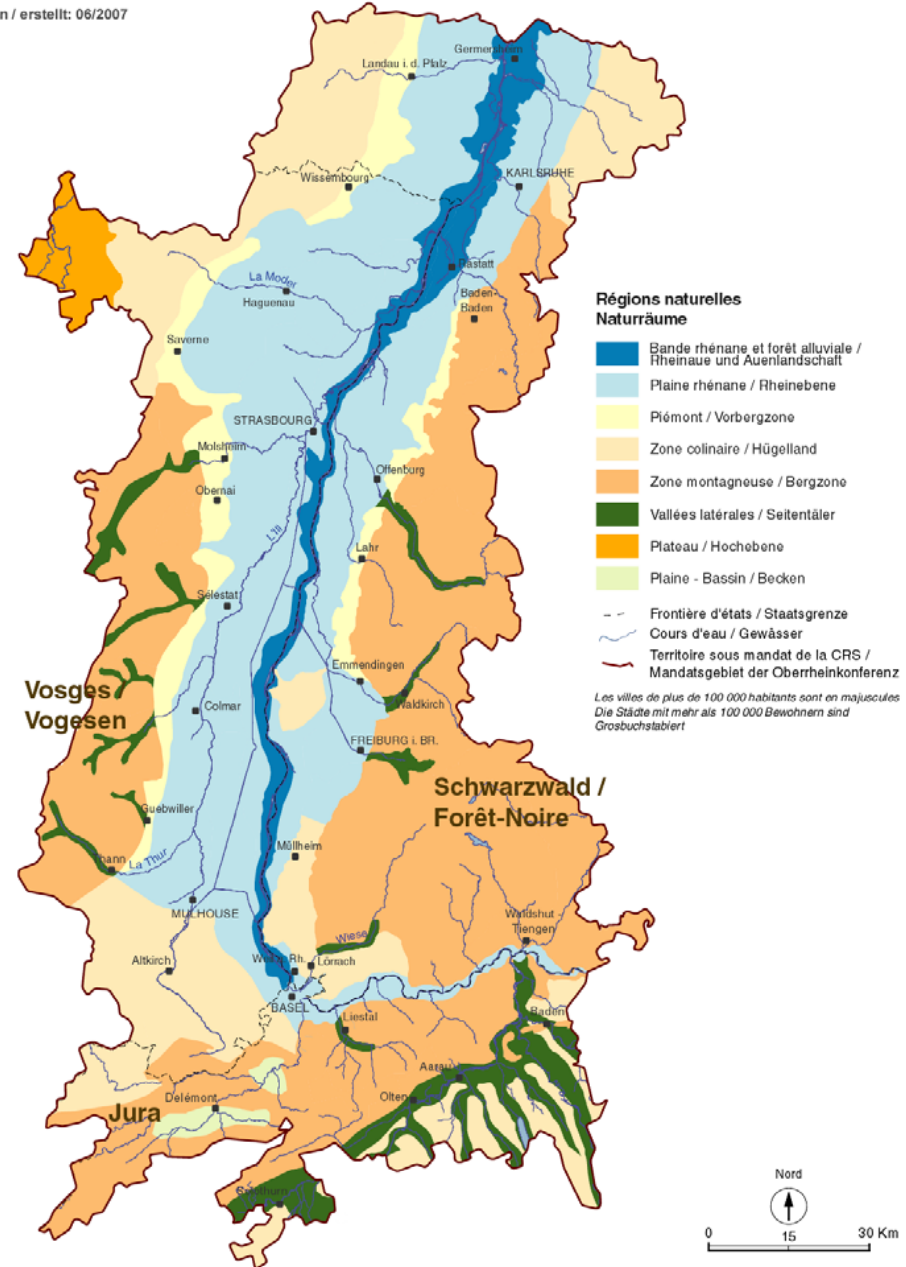 n / erstellt: 06/2007
Germersheim
Landau i. d. Pfalz
Wissembourg
KARLSRUHE
Rastatt
La Moder
Haguenau
Baden-
Baden
Saverne
STRASBOURG
Molsheim
Obernai
Offenburg
L'Ill
Lahr
Sélestat
Emmendingen
Waldkirch
Vosges /
Vogesen
Colmar
FREIBURG i. BR.
Schwarzwald /
Forêt-Noire
Guebwiller
Müllheim
Thann
La Thur
MULHOUSE
Waldshut
Tiengen
Wiese
Altkirch
Weil a. Rh.
Lörrach
BASEL
Liestal
Baden
Aarau
Olten
Delémont
Jura
Solothurn
Régions naturelles
Naturräume
Bande rhénane et forêt alluviale /
Rheinaue und Auenlandschaft
Plaine rhénane / Rheinebene
Piémont / Vorbergzone
Zone colinaire / Hügelland
Zone montagneuse / Bergzone
Vallées latérales / Seitentäler
Plateau / Hochebene
Plaine - Bassin / Becken
Frontière d'états / Staatsgrenze
Cours d'eau / Gewässer
Territoire sous mandat de la CRS /
Mandatsgebiet der Oberrheinkonferenz
Les villes de plus de 100 000 habitants sont en majuscules
Die Städte mit mehr als 100 000 Bewohnern sind
Grosbuchstabiert
Nord
0 15 30 Km